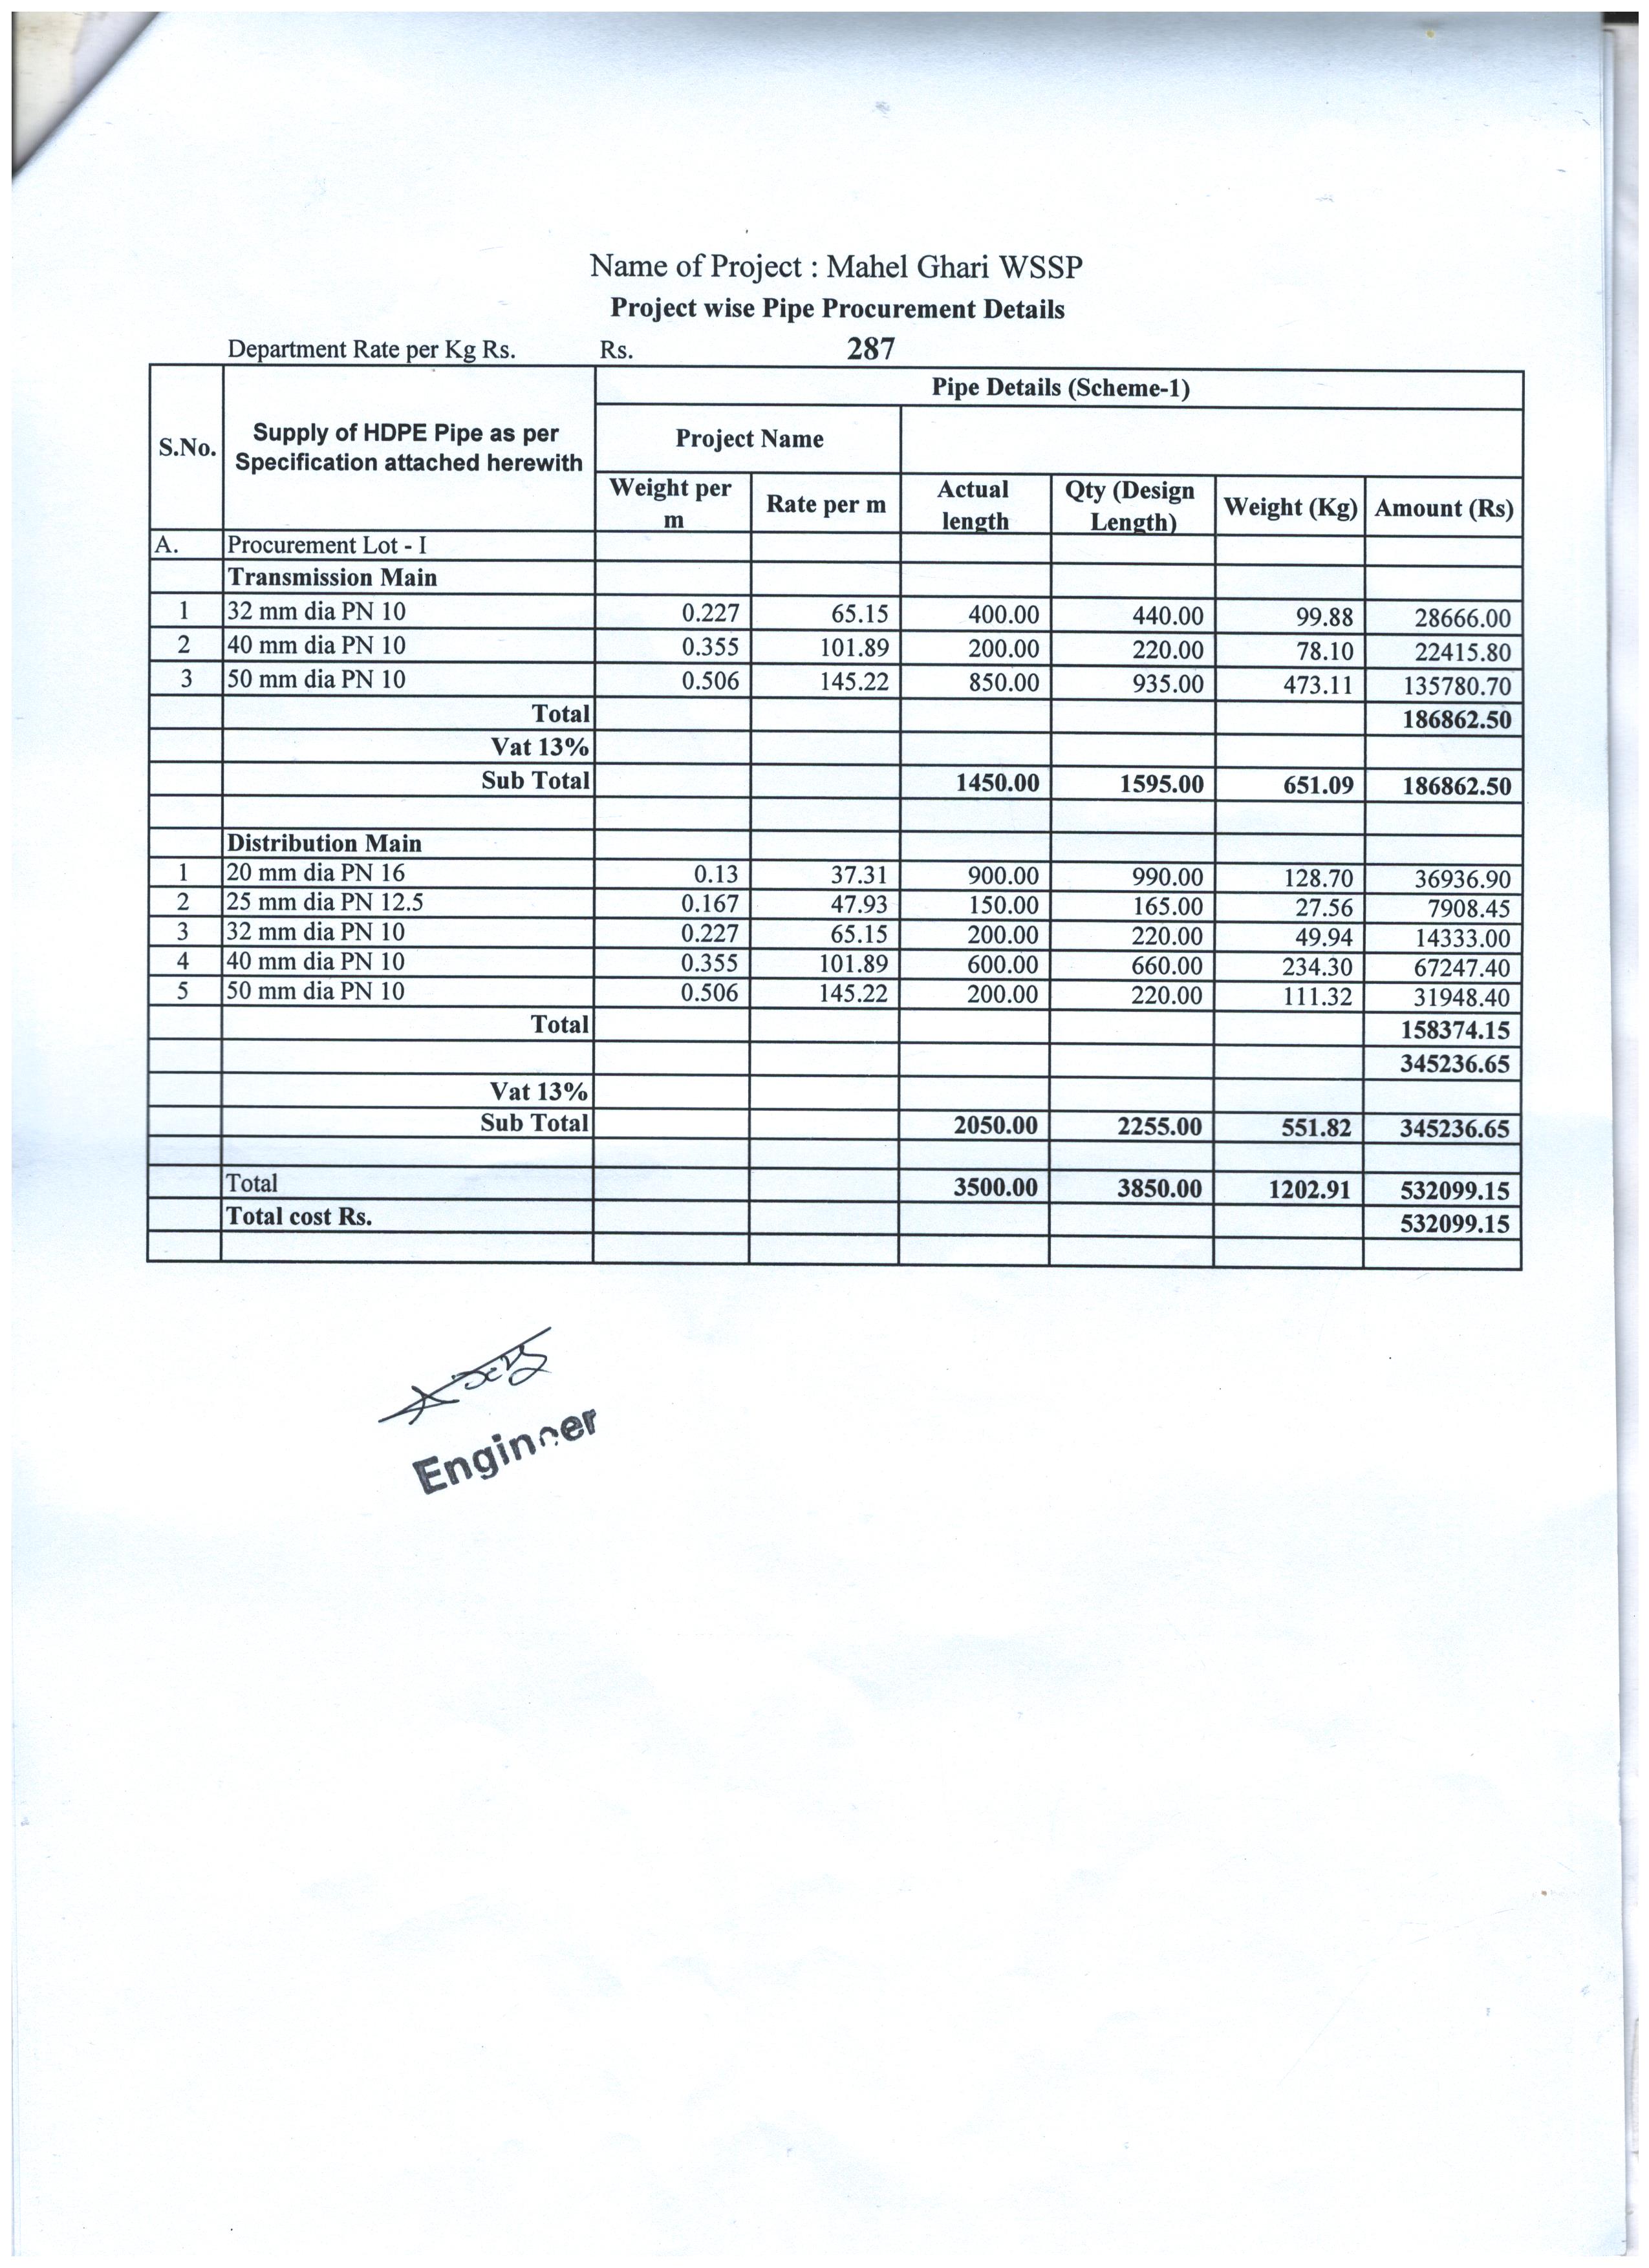 Name of Project : Mahel Ghari WSSP
Project wise Pipe Procurement Details
Department Rate per Kg Rs. Rs. 287
S.No. Supply of HDPE Pipe as per Specification attached herewith Pipe Details (Scheme-1)
Project Name
Weight per m Rate per m Actual length Qty (Design Length) Weight (Kg) Amount (Rs)
A. Procurement Lot - I
Transmission Main
1 32 mm dia PN 10 0.227 65.15 400.00 440.00 99.88 28666.00
2 40 mm dia PN 10 0.355 101.89 200.00 220.00 78.10 22415.80
3 50 mm dia PN 10 0.506 145.22 850.00 935.00 473.11 135780.70
Total 186862.50
Vat 13%
Sub Total 1450.00 1595.00 651.09 186862.50
Distribution Main
1 20 mm dia PN 16 0.13 37.31 900.00 990.00 128.70 36936.90
2 25 mm dia PN 12.5 0.167 47.93 150.00 165.00 27.56 7908.45
3 32 mm dia PN 10 0.227 65.15 200.00 220.00 49.94 14333.00
4 40 mm dia PN 10 0.355 101.89 600.00 660.00 234.30 67247.40
5 50 mm dia PN 10 0.506 145.22 200.00 220.00 111.32 31948.40
Total 158374.15
345236.65
Vat 13%
Sub Total 2050.00 2255.00 551.82 345236.65
Total 3500.00 3850.00 1202.91 532099.15
Total cost Rs. 532099.15
Engineer